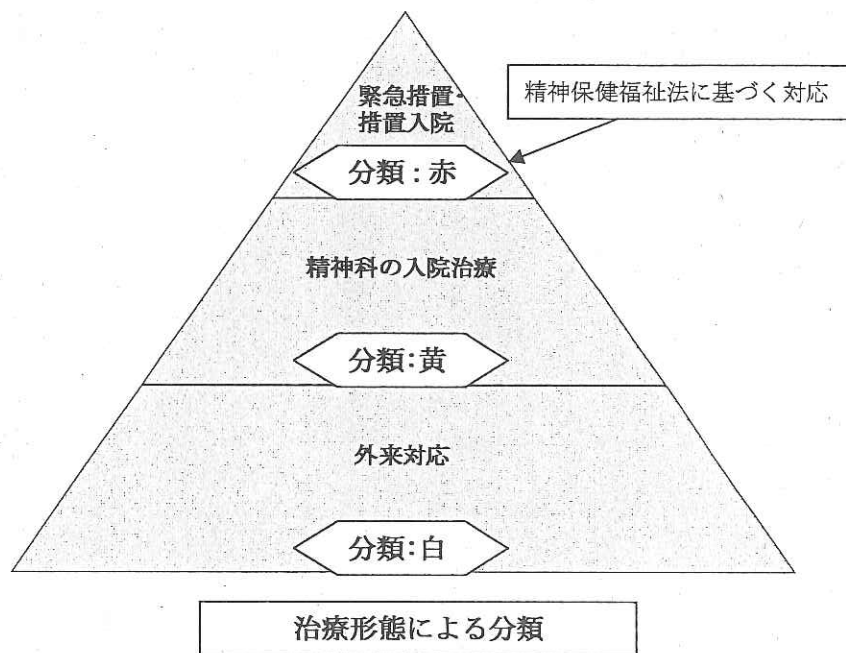 緊急措置・
措置入院
精神保健福祉法に基づく対応
分類:赤
精神科の入院治療
分類:黄
外来対応
分類:白
治療形態による分類